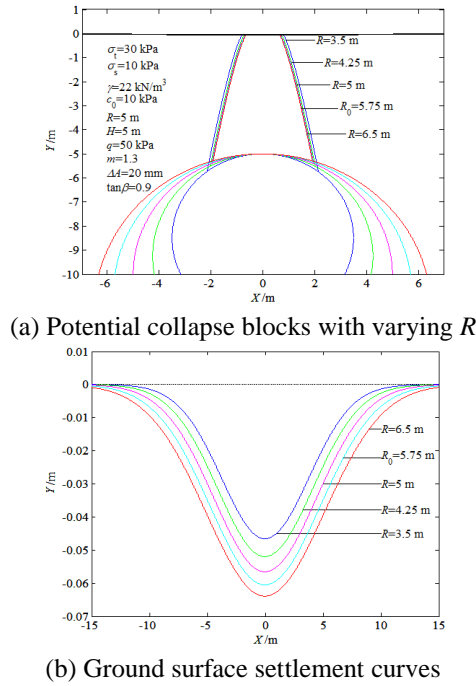 1
0
-1
-2
-3
-4
-5
-6
-7
-8
-9
-10
Y/m
σt=30 kPa
σs=10 kPa
γ=22 kN/m³
c0=10 kPa
R=5 m
H=5 m
q=50 kPa
m=1.3
ΔA=20 mm
tanβ=0.9
R=3.5 m
R=4.25 m
R=5 m
R0=5.75 m
R=6.5 m
-6 -4 -2 0 2 4 6
X/m
(a) Potential collapse blocks with varying R
0.01
0
-0.01
-0.02
-0.03
-0.04
-0.05
-0.06
-0.07
Y/m
R=6.5 m
R0=5.75 m
R=5 m
R=4.25 m
R=3.5 m
-15 -10 -5 0 5 10 15
X/m
(b) Ground surface settlement curves